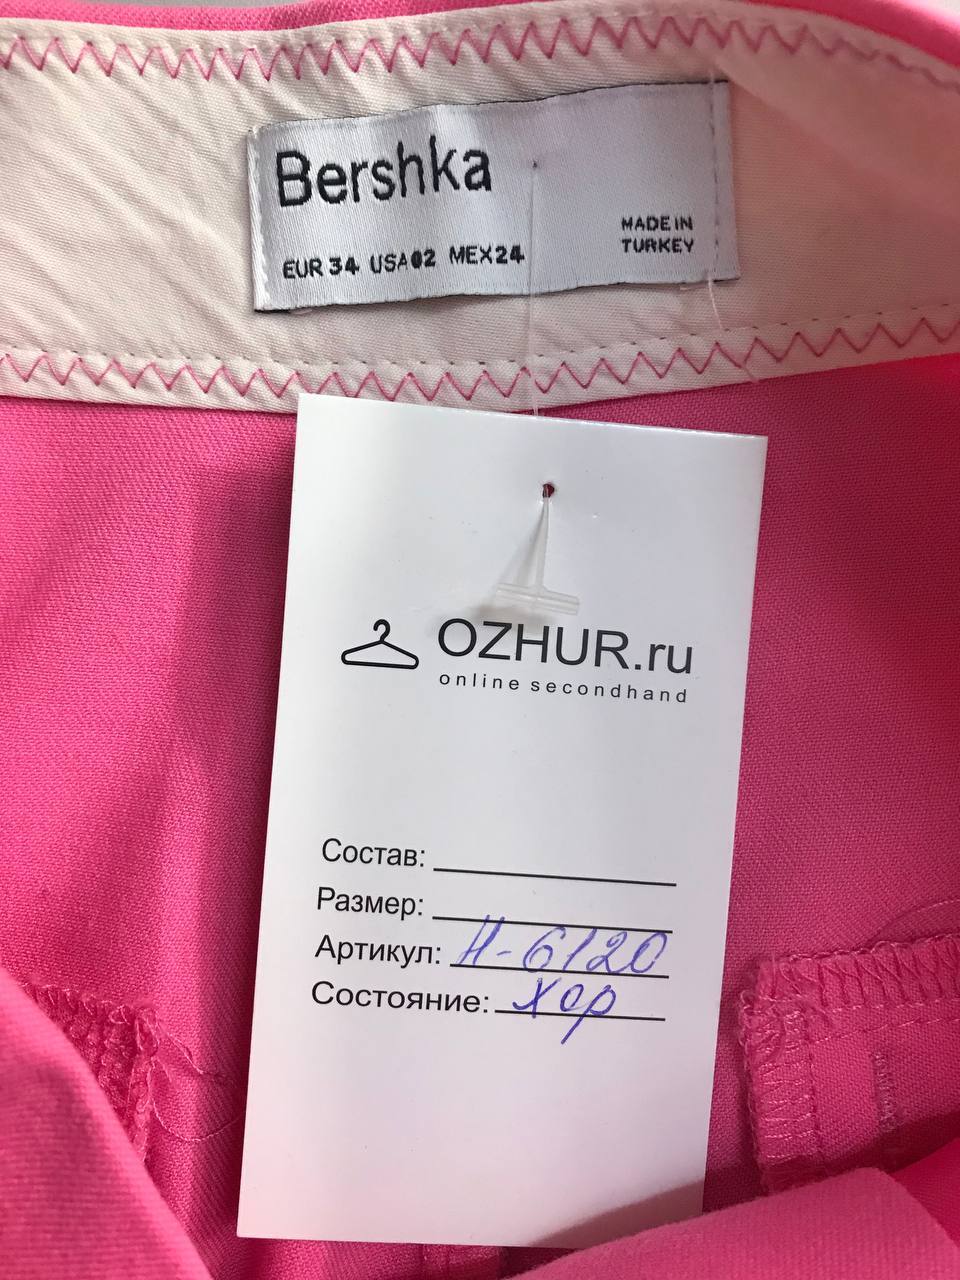 Bershka
EUR 34 USA 02 MEX 24
MADE IN
TURKEY
OZHUR.ru
online secondhand
Состав:
Размер:
Артикул: Н-6120
Состояние: Хор